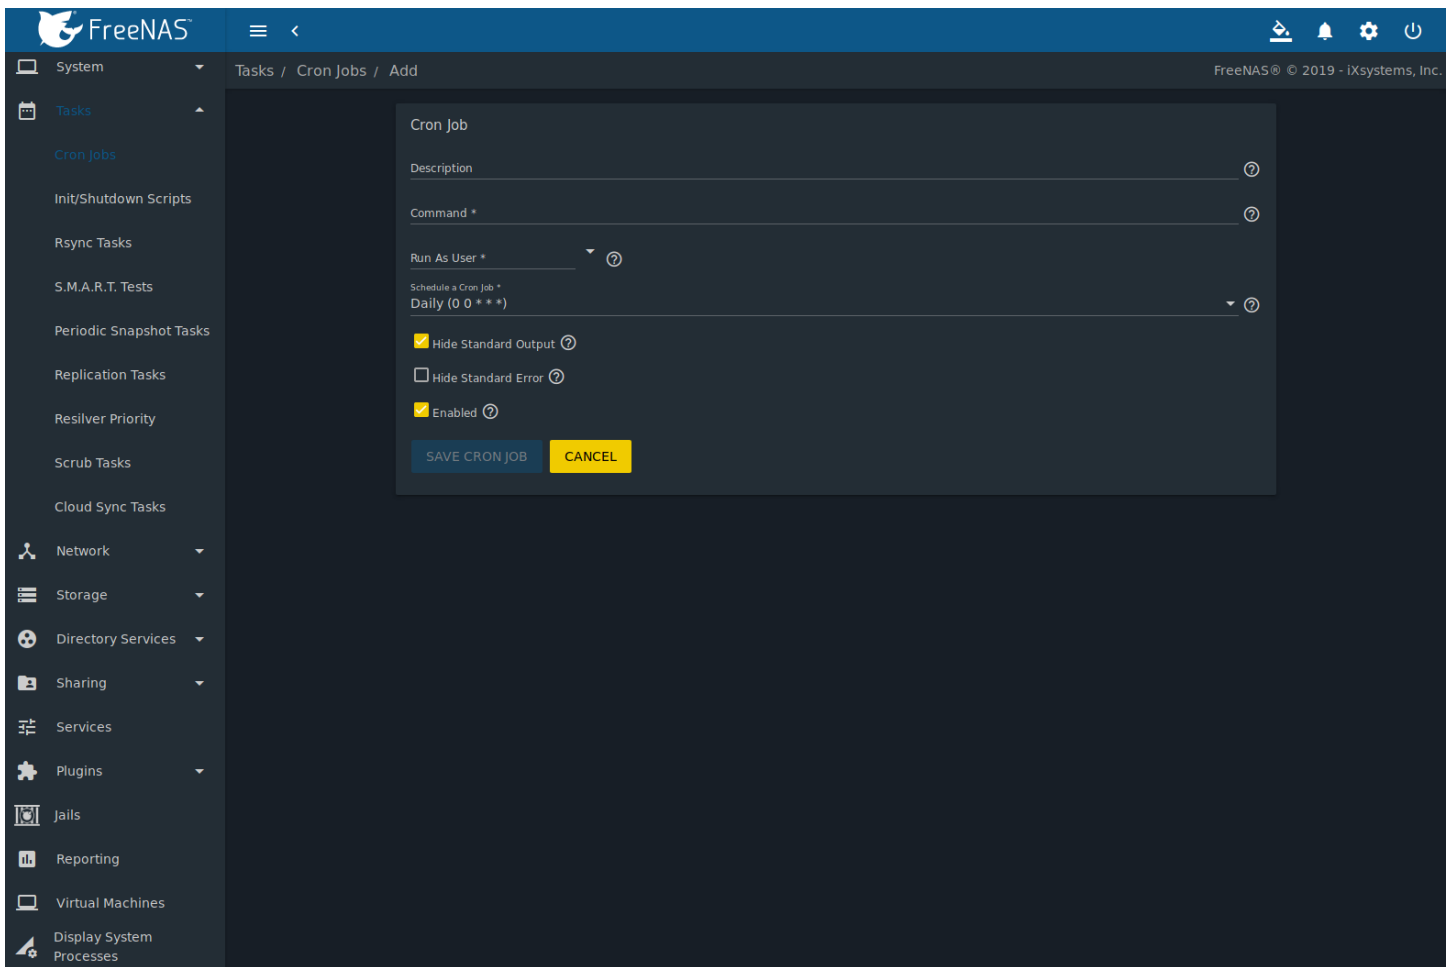 FreeNAS™
System
Tasks / Cron Jobs / Add
FreeNAS® © 2019 - iXsystems, Inc.
Tasks
Cron Jobs
Init/Shutdown Scripts
Rsync Tasks
S.M.A.R.T. Tests
Periodic Snapshot Tasks
Replication Tasks
Resilver Priority
Scrub Tasks
Cloud Sync Tasks
Network
Storage
Directory Services
Sharing
Services
Plugins
Jails
Reporting
Virtual Machines
Display System
Processes
Cron Job
Description
Command *
Run As User *
Schedule a Cron Job *
Daily (0 0 * * *)
Hide Standard Output
Hide Standard Error
Enabled
SAVE CRON JOB
CANCEL